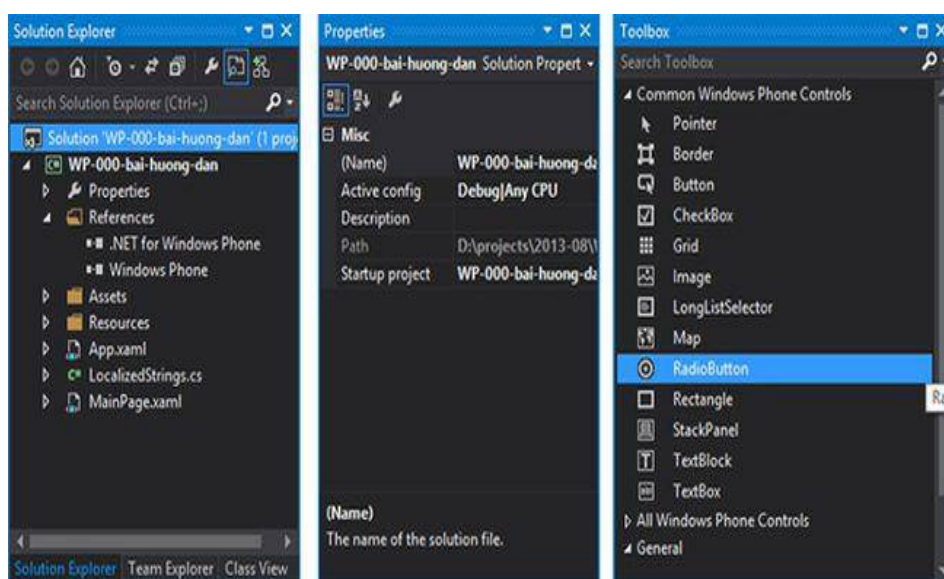 Solution Explorer
Search Solution Explorer (Ctrl+;)
Solution 'WP-000-bai-huong-dan' (1 proj
WP-000-bai-huong-dan
Properties
References
.NET for Windows Phone
Windows Phone
Assets
Resources
App.xaml
LocalizedStrings.cs
MainPage.xaml
Solution Explorer Team Explorer Class View
Properties
WP-000-bai-huong-dan Solution Propert
Misc
(Name) WP-000-bai-huong-da
Active config Debug|Any CPU
Description
Path D:\projects\2013-08\
Startup project WP-000-bai-huong-da
(Name)
The name of the solution file.
Toolbox
Search Toolbox
Common Windows Phone Controls
Pointer
Border
Button
CheckBox
Grid
Image
LongListSelector
Map
RadioButton
Ra
Rectangle
StackPanel
TextBlock
TextBox
All Windows Phone Controls
General